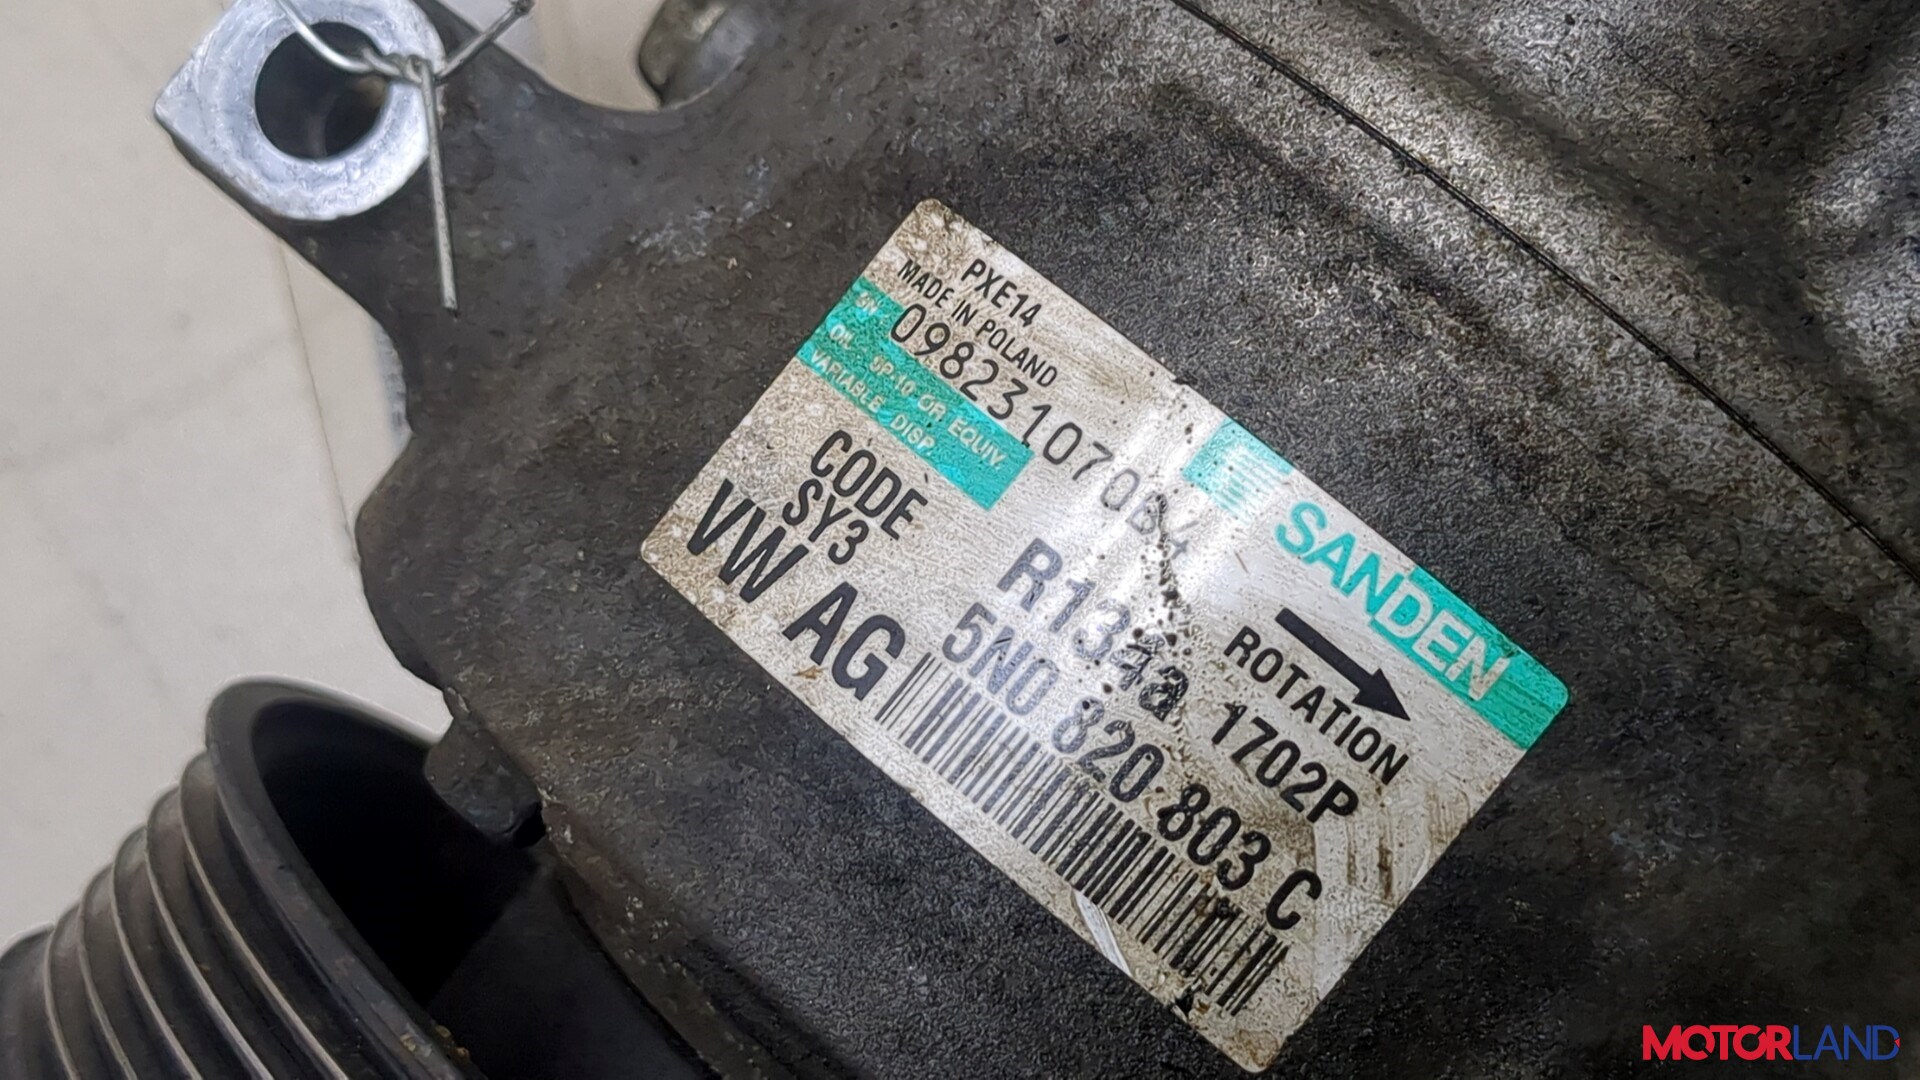 PXE14
MADE IN POLAND
SN 09823107084
OIL SP-10 OR EQUIV.
VARIABLE DISP.
SANDEN
CODE
SY3
ROTATION
R134a 1702P
VW AG
5N0 820 803 C
MOTORLAND